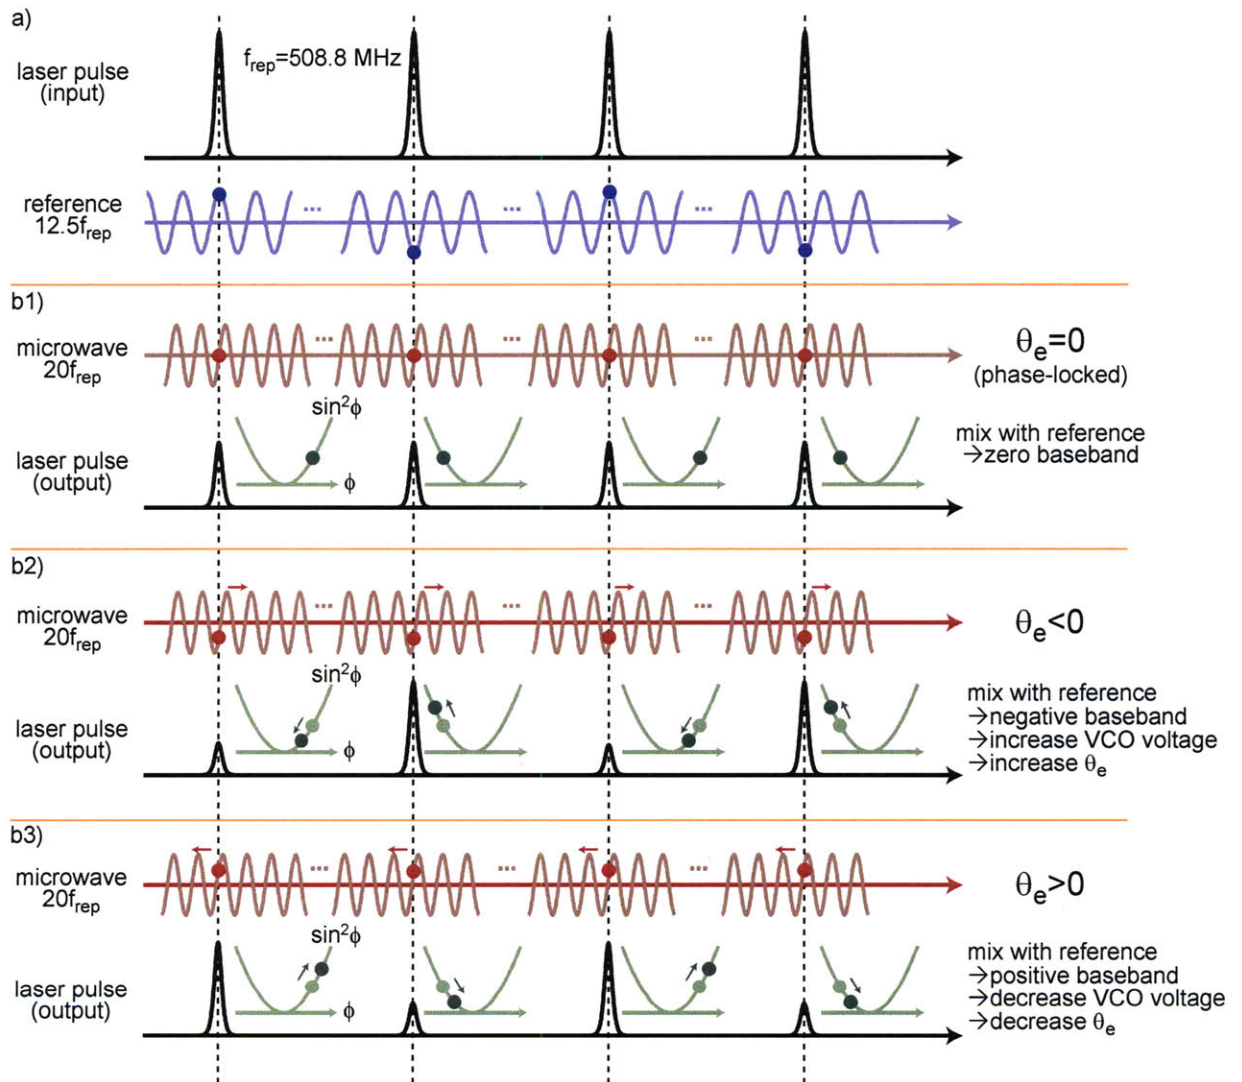 a)
f_rep=508.8 MHz
laser pulse
(input)
reference
12.5f_rep
...
...
...
b1)
microwave
20f_rep
...
...
...
θ_e=0
(phase-locked)
sin²ϕ
laser pulse
(output)
ϕ
mix with reference
→zero baseband
b2)
microwave
20f_rep
...
...
...
θ_e<0
sin²ϕ
laser pulse
(output)
ϕ
mix with reference
→negative baseband
→increase VCO voltage
→increase θ_e
b3)
microwave
20f_rep
...
...
...
θ_e>0
sin²ϕ
laser pulse
(output)
ϕ
mix with reference
→positive baseband
→decrease VCO voltage
→decrease θ_e